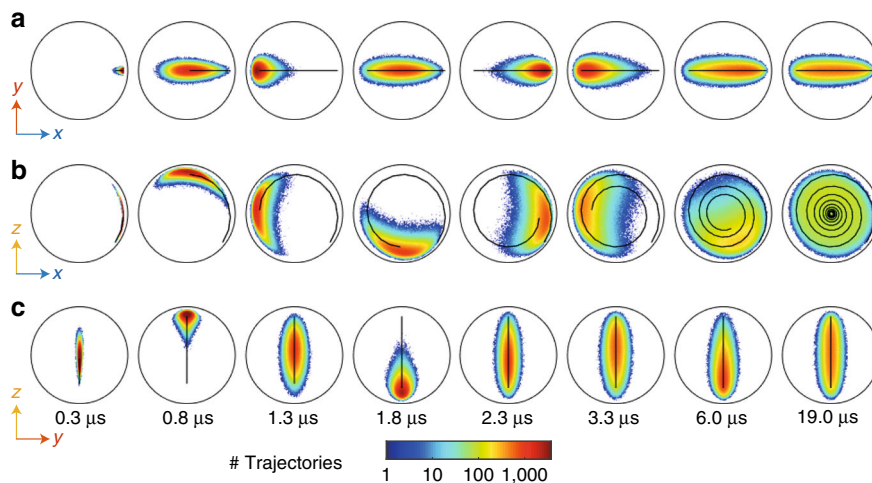 a
y
x
b
z
x
c
z
y
0.3 µs 0.8 µs 1.3 µs 1.8 µs 2.3 µs 3.3 µs 6.0 µs 19.0 µs
# Trajectories
1 10 100 1,000